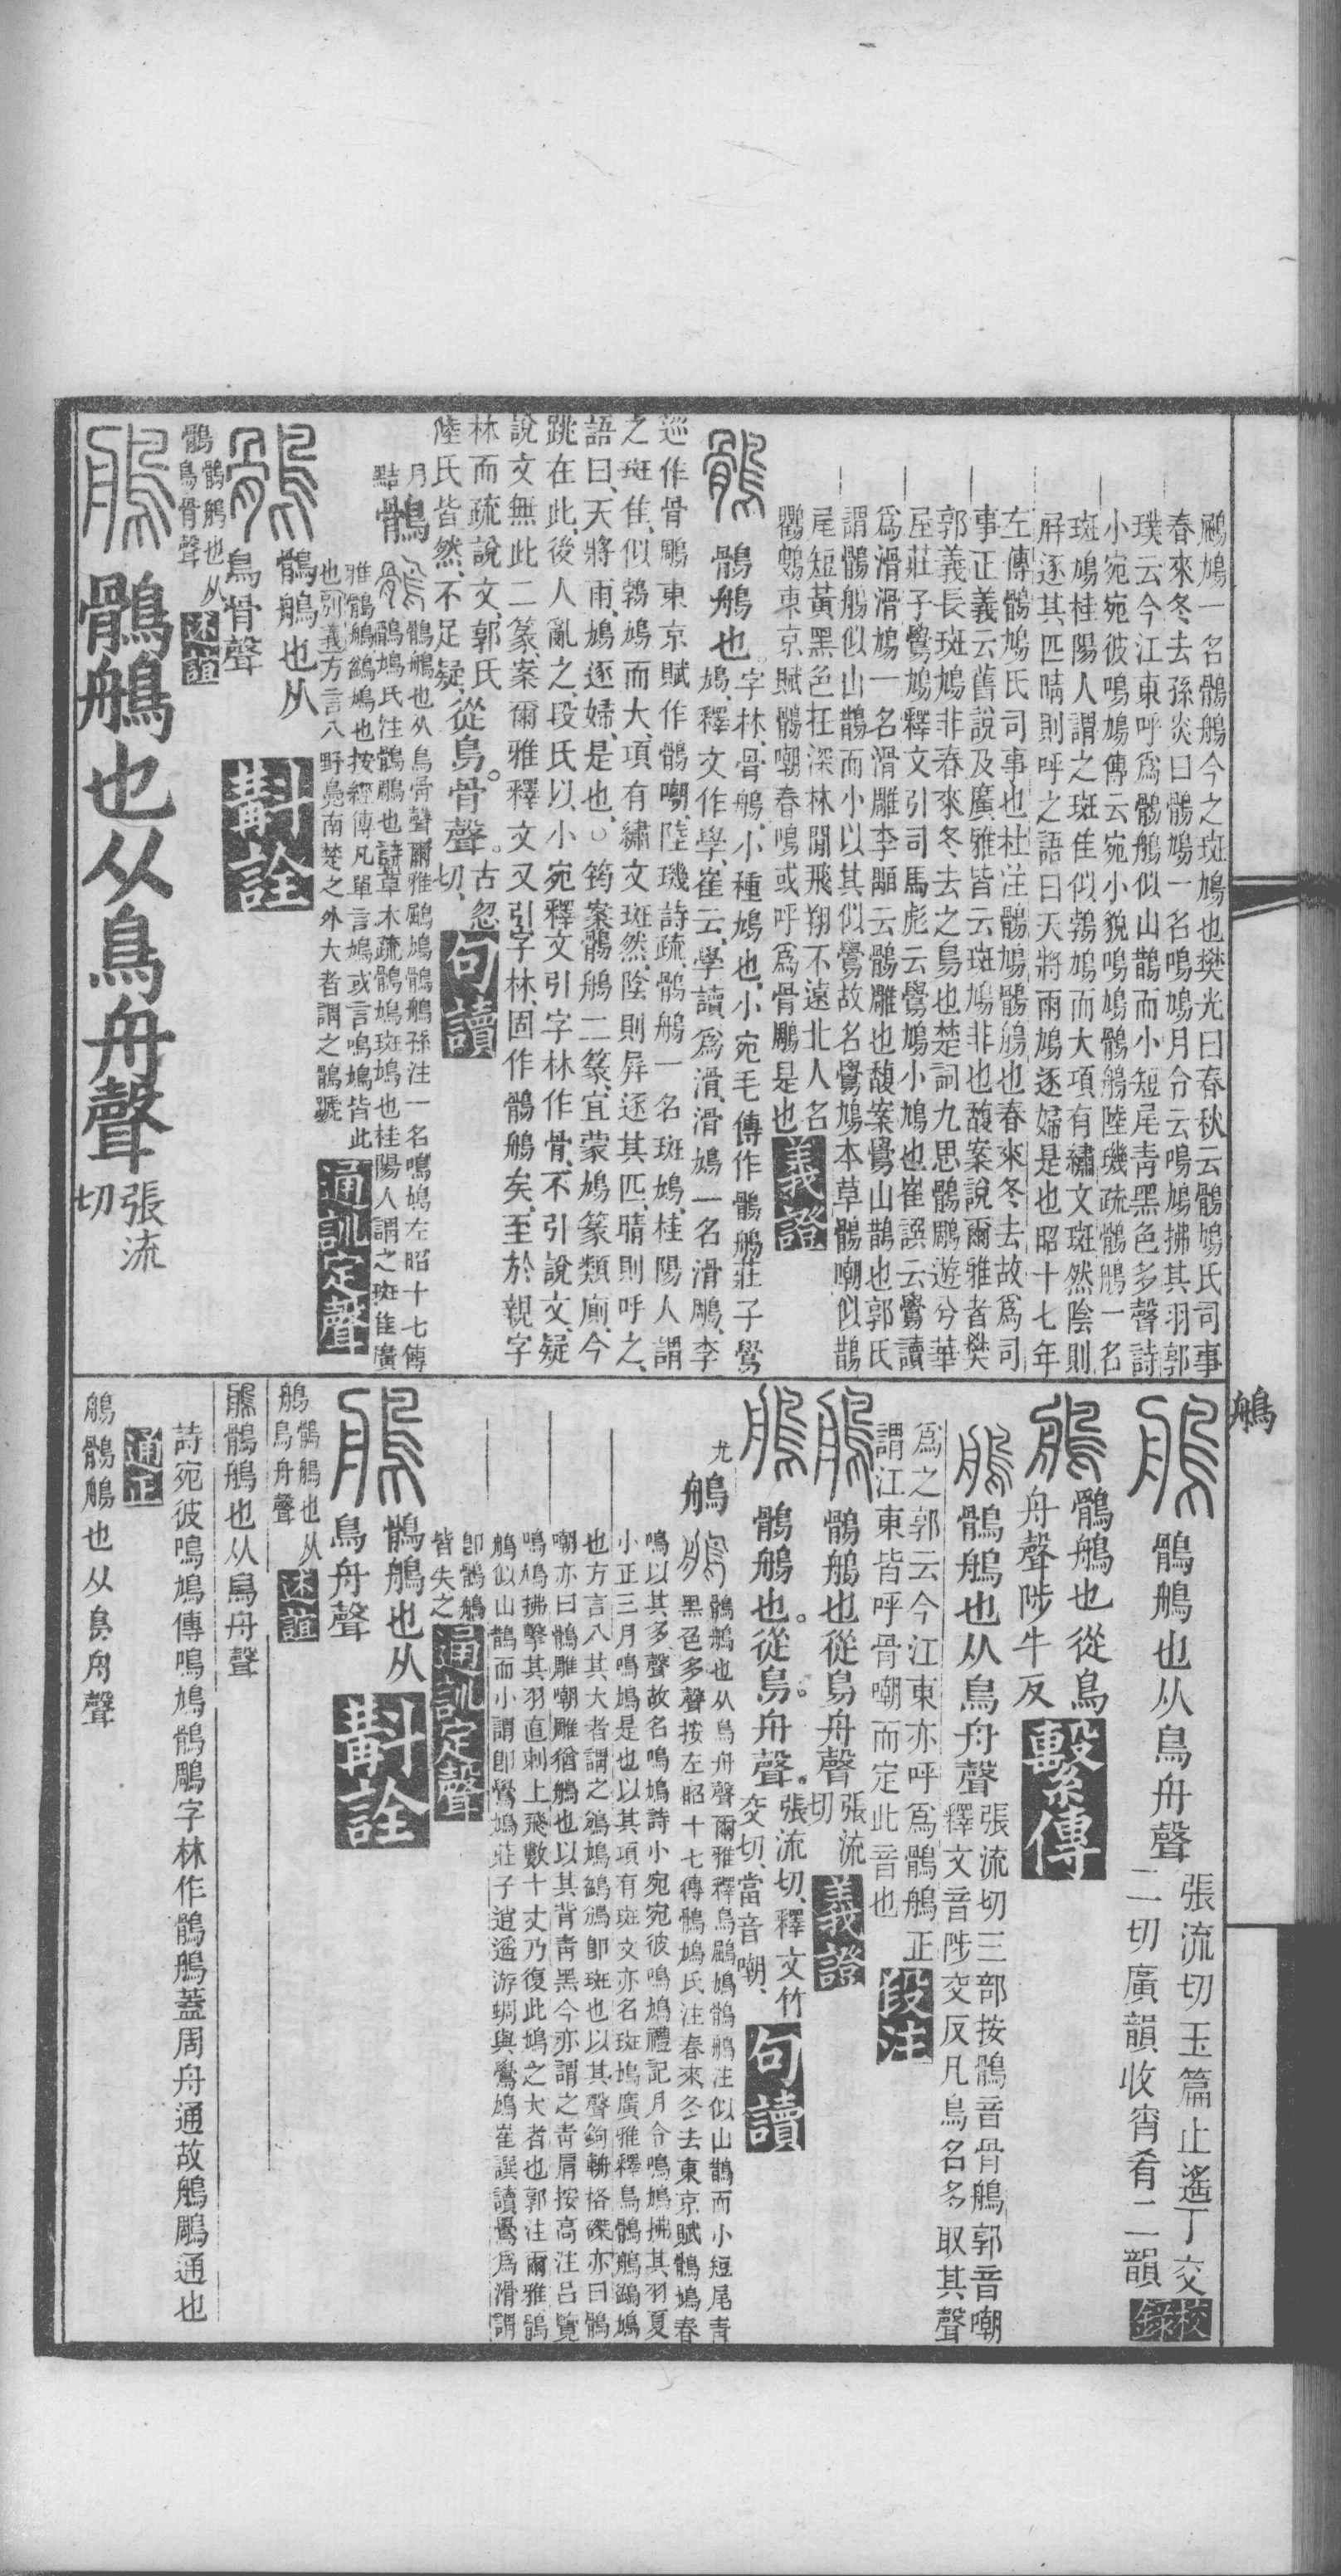 鶌鳩一名鶻鵃今之斑鳩也樊光曰春秋云鶻鳩氏司事
春來冬去孫炎曰鶻鳩一名鳴鳩月令云鳴鳩拂其羽郭
璞云今江東呼爲鶻鵃似山鵲而小短尾青黑色多聲詩
小宛宛彼鳴鳩傳云宛小貌鳴鳩鶻鵃陸璣疏鶻鵃一名
斑鳩桂陽人謂之斑隹似鶉鳩而大項有繡文斑然陰則
屛逐其匹晴則呼之語曰天將雨鳩逐婦是也昭十七年
左傳鶻鳩氏司事也杜注鶻鳩鶻鵃也春來冬去故爲司
事正義云舊說及廣雅皆云斑鳩非也馥案說爾雅者樊
郭義長斑鳩非春來冬去之鳥也楚詞九思鶻鵰遊兮華
屋莊子鷽鳩釋文引司馬彪云鷽鳩小鳩也崔譔云鷽讀
爲滑滑鳩一名滑雕李頤云鶻雕也馥案鷽山鵲也郭氏
謂鶻鵃似山鵲而小以其似鷽故名鷽鳩本草鶻嘲似鵲
尾短黃黑色在深林閒飛翔不遠北人名
鸜鵒東京賦鶻嘲春鳴或呼爲骨鵰是也義證
鶻 鶻鵃也字林骨鵃小種鳩也小宛毛傳作鶻鵃莊子鷽
鳩釋文作學崔云學讀爲滑滑鳩一名滑鵰李
巡作骨鵰東京賦作鶻嘲陸璣詩疏鶻鵃一名斑鳩桂陽人謂
之斑隹似鶉鳩而大項有繡文斑然陰則屛逐其匹晴則呼之
語曰天將雨鳩逐婦是也○筠案鶻鵃二篆宜蒙鳩篆類廁今
跳在此後人亂之段氏以小宛釋文引字林作骨不引說文疑
說文無此二篆案爾雅釋文又引字林固作鶻鵃矣至於親字
林而疏說文郭氏
陸氏皆然不足疑從鳥骨聲古忽切句讀
月 鶻 鶻鵃也从鳥骨聲爾雅鶌鳩鶻鵃孫注一名鳴鳩左昭十七傳
點 鶻鳩氏注鶻鵰也詩草木疏鶻鳩斑鳩也桂陽人謂之斑隹廣
雅鶻鵃鷱鳩也按經傳凡單言鳩或言鳴鳩皆此
也別義方言八野鳧南楚之外大者謂之鶻蹏通訓定聲
鶻鵃也从
鳥骨聲 斠詮
鶻鶻鵃也从
鳥骨聲述誼
鶻鵃也从鳥舟聲張流切
鵃
鶻鵃也从鳥舟聲張流切玉篇止遙丁交
二切廣韻收宵肴二韻校錄
鶻鵃也從鳥
舟聲陟牛反繫傳
鶻鵃也从鳥舟聲張流切三部按鶻音骨鵃郭音嘲
釋文音陟交反凡鳥名多取其聲
爲之郭云今江東亦呼爲鶻鵃正
謂江東皆呼骨嘲而定此音也段注
鶻鵃也從鳥舟聲張流切義證
鶻鵃也。從鳥。舟聲。張流切釋文竹
交切當音嘲句讀
尤 鵃 鶻鵃也从鳥舟聲爾雅釋鳥鶌鳩鶻鵃注似山鵲而小短尾青
黑色多聲按左昭十七傳鶻鳩氏注春來冬去東京賦鶻鳩春
鳴以其多聲故名鳴鳩詩小宛宛彼鳴鳩禮記月令鳴鳩拂其羽夏
小正三月鳴鳩是也以其項有斑文亦名斑鳩廣雅釋鳥鶻鵃鷱鳩
也方言八其大者謂之鳻鳩鷱鳻卽斑也以其聲鉤輈格磔亦曰鶻
嘲亦曰鶻雕嘲雕猶鵃也以其背青黑今亦謂之青肩按高注呂覽
鳴鳩拂擊其羽直刺上飛數十丈乃復此鳩之大者也郭注爾雅鶻
鵃似山鵲而小謂卽鷽鳩莊子逍遙游蜩與鷽鳩崔譔讀鷽爲滑謂
卽鶻鵃
皆失之通訓定聲
鶻鵃也从
鳥舟聲 斠詮
鵃鶻鵃也从
鳥舟聲述誼
鵃鶻鵃也从鳥舟聲
詩宛彼鳴鳩傳鳴鳩鶻鵰字林作鶻鵃蓋周舟通故鵃鵰通也
通正
鵃鶻鵃也从鳥舟聲